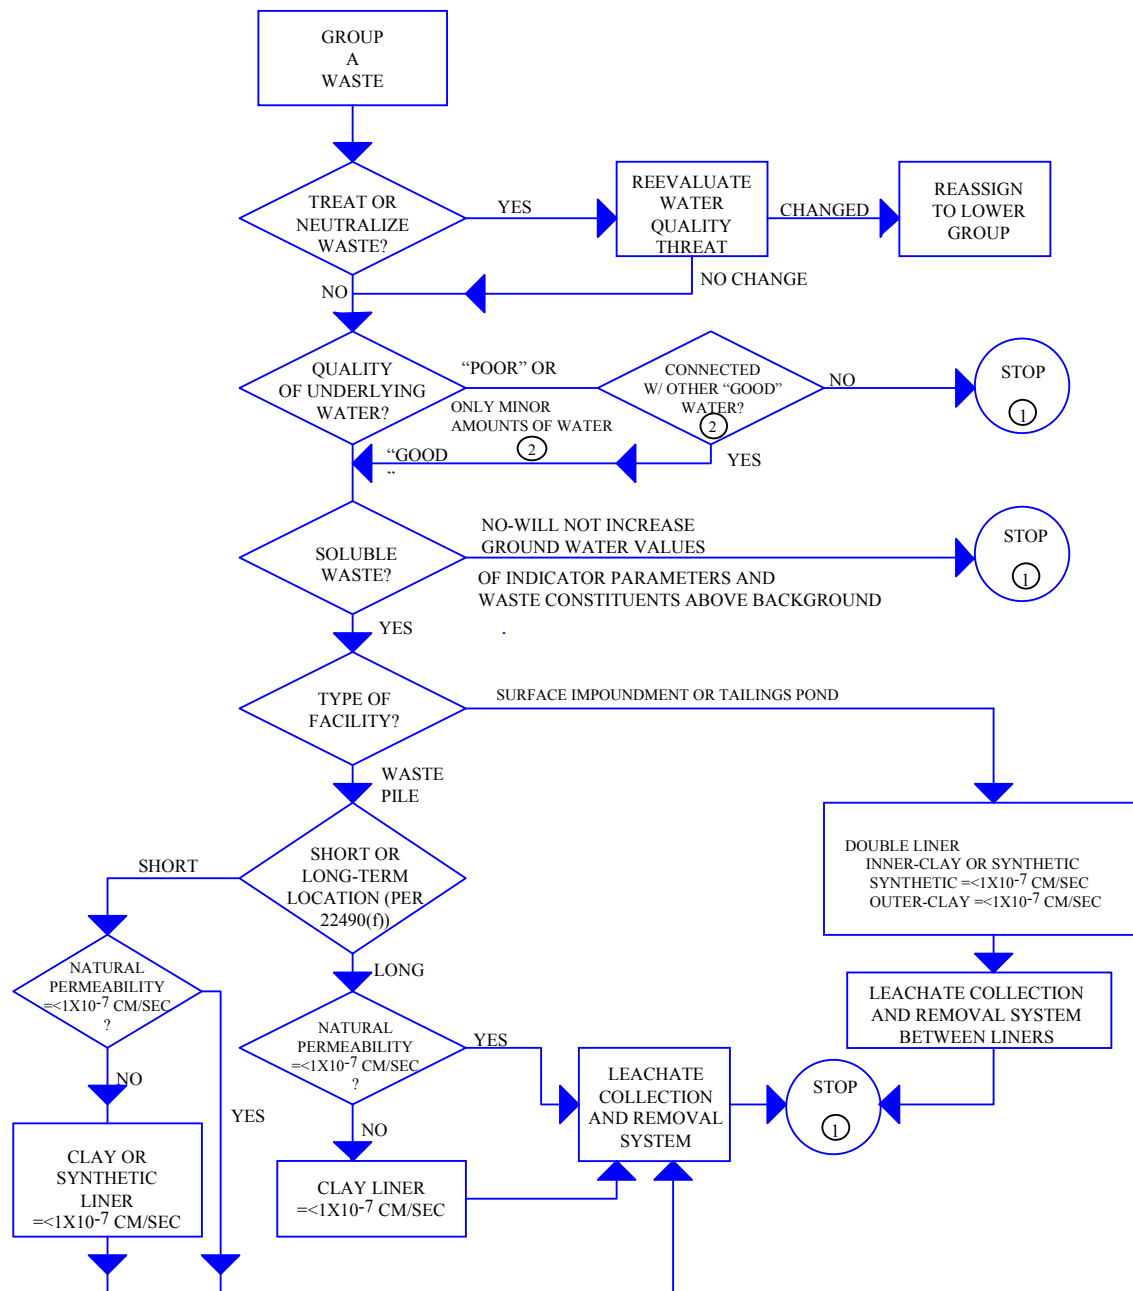 GROUP
A
WASTE
TREAT OR
NEUTRALIZE
WASTE?
YES
REEVALUATE
WATER
QUALITY
THREAT
CHANGED
REASSIGN
TO LOWER
GROUP
NO
NO CHANGE
QUALITY
OF UNDERLYING
WATER?
“POOR” OR
ONLY MINOR
AMOUNTS OF WATER
2
CONNECTED
W/ OTHER “GOOD”
WATER?
2
NO
STOP
1
“GOOD
”
YES
SOLUBLE
WASTE?
NO-WILL NOT INCREASE
GROUND WATER VALUES
OF INDICATOR PARAMETERS AND
WASTE CONSTITUENTS ABOVE BACKGROUND
.
STOP
1
YES
TYPE OF
FACILITY?
SURFACE IMPOUNDMENT OR TAILINGS POND
WASTE
PILE
SHORT OR
LONG-TERM
LOCATION (PER
22490(f))
SHORT
DOUBLE LINER
INNER-CLAY OR SYNTHETIC
SYNTHETIC =<1X10-7 CM/SEC
OUTER-CLAY =<1X10-7 CM/SEC
LONG
NATURAL
PERMEABILITY
=<1X10-7 CM/SEC
?
NATURAL
PERMEABILITY
=<1X10-7 CM/SEC
?
YES
LEACHATE COLLECTION
AND REMOVAL SYSTEM
BETWEEN LINERS
LEACHATE
COLLECTION
AND REMOVAL
SYSTEM
STOP
1
NO
YES
NO
CLAY OR
SYNTHETIC
LINER
=<1X10-7 CM/SEC
CLAY LINER
=<1X10-7 CM/SEC